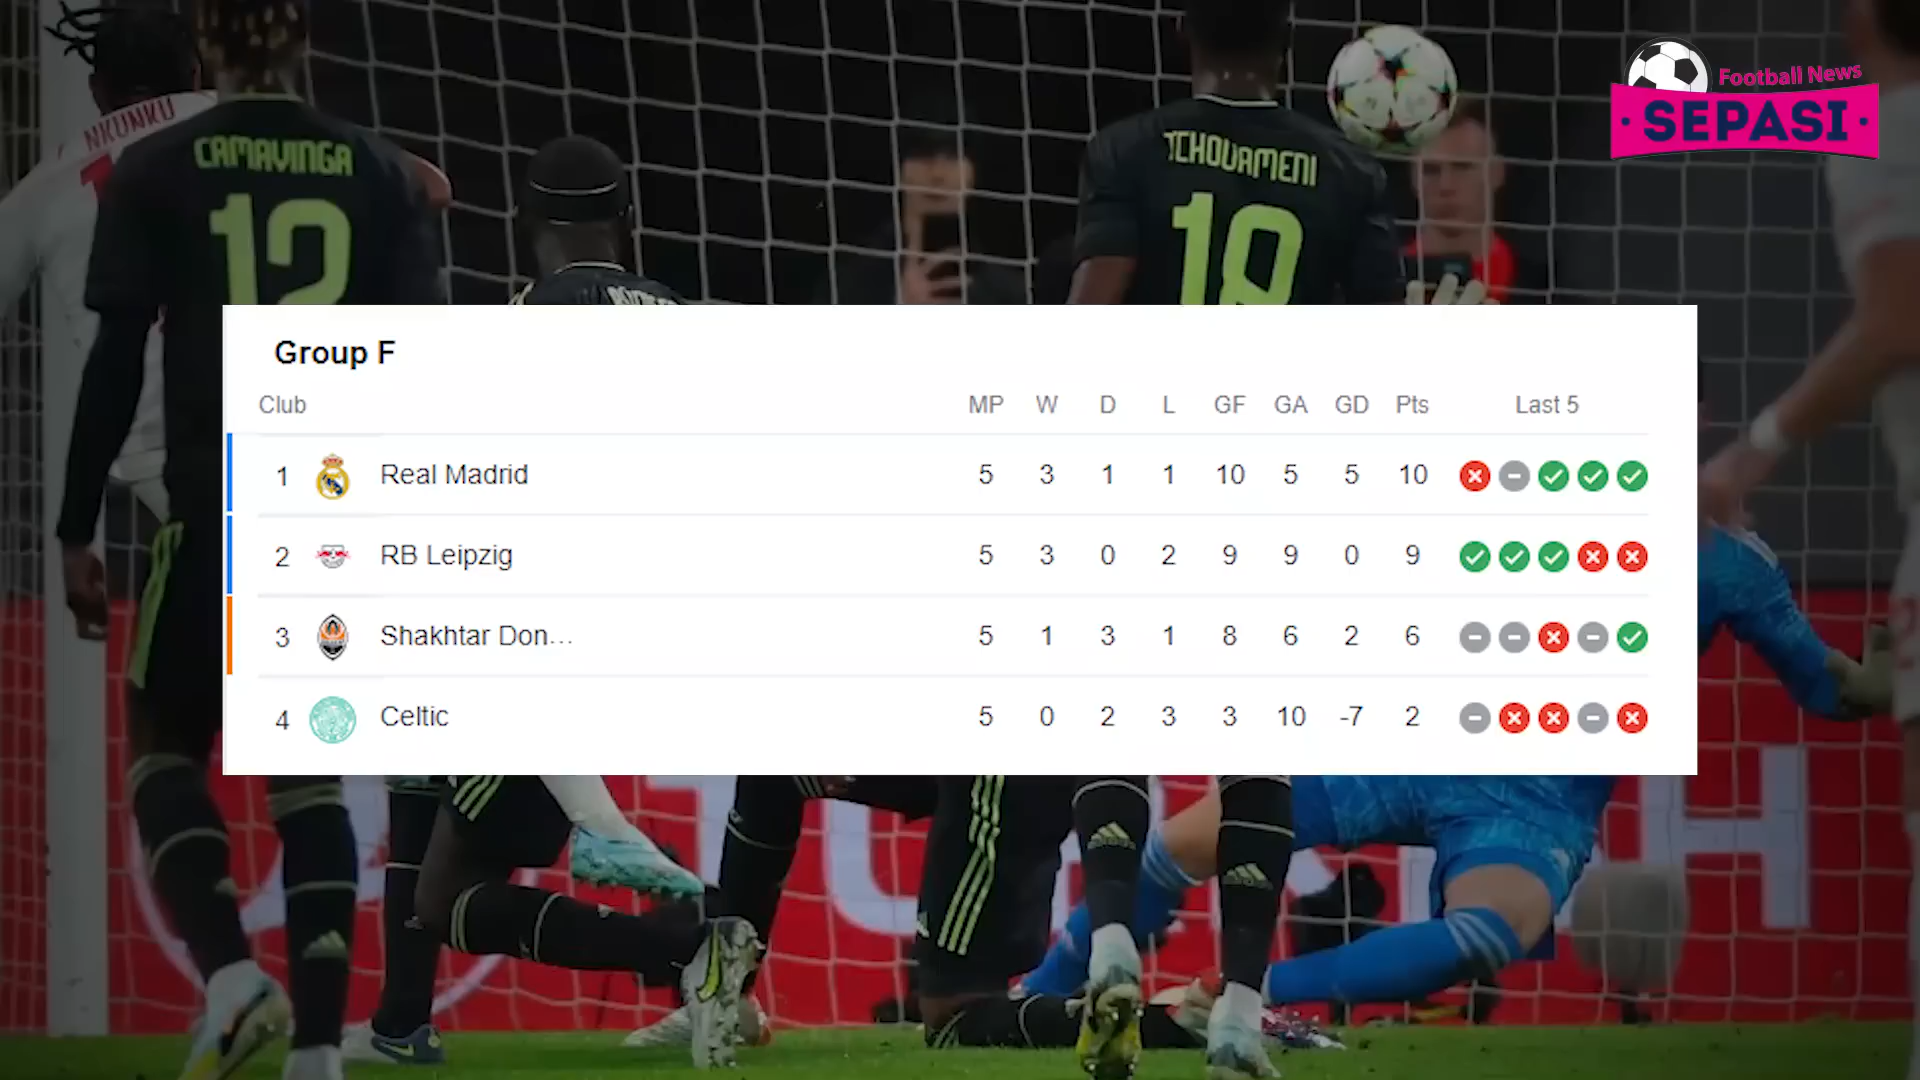 Football News
· SEPASI ·
NKUNKU
CAMAVINGA
12
TCHOUAMENI
18
Group F
Club MP W D L GF GA GD Pts Last 5
1 Real Madrid 5 3 1 1 10 5 5 10
2 RB Leipzig 5 3 0 2 9 9 0 9
3 Shakhtar Don... 5 1 3 1 8 6 2 6
4 Celtic 5 0 2 3 3 10 -7 2